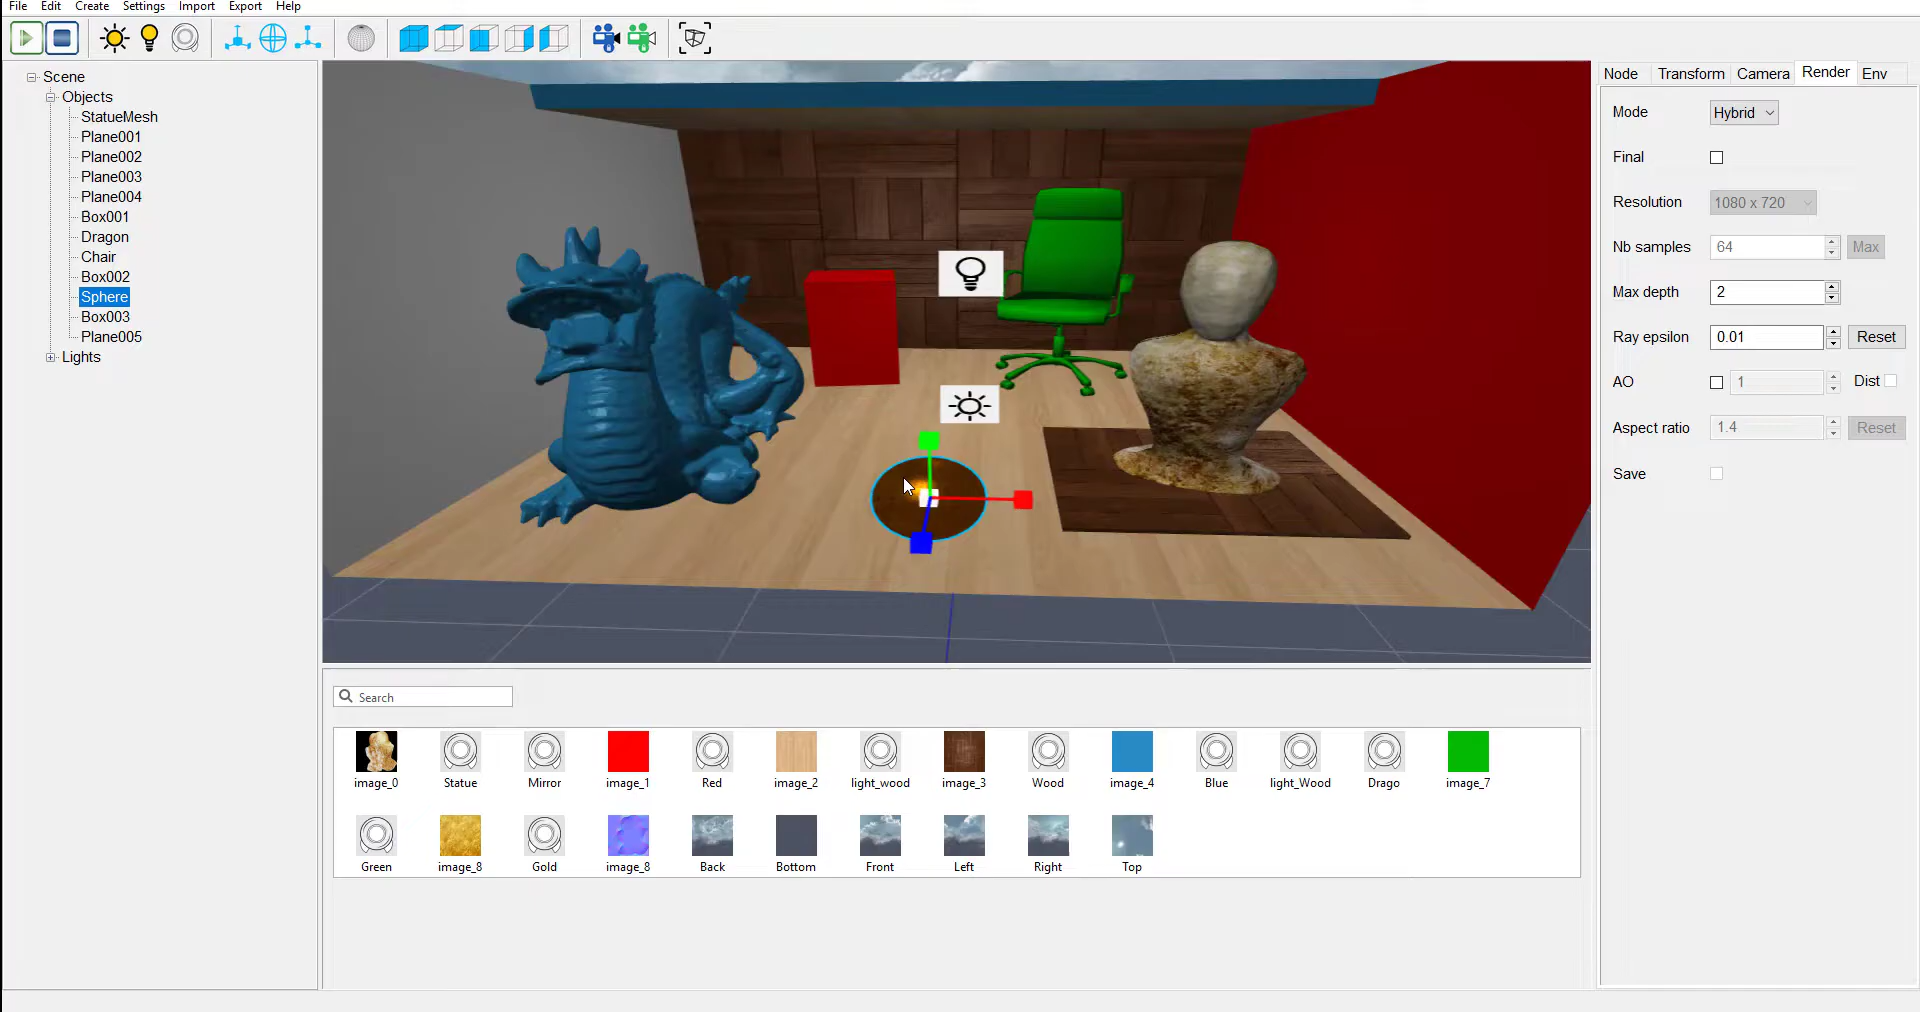 File Edit Create Settings Import Export Help
Scene
Objects
StatueMesh
Plane001
Plane002
Plane003
Plane004
Box001
Dragon
Chair
Box002
Sphere
Box003
Plane005
Lights
Node Transform Camera Render Env
Mode Hybrid
Final
Resolution 1080 x 720
Nb samples 64 Max
Max depth 2
Ray epsilon 0.01 Reset
AO 1 Dist
Aspect ratio 1.4 Reset
Save
Search
image_0 Statue Mirror image_1 Red image_2 light_wood image_3 Wood image_4 Blue light_Wood Drago image_7
Green image_8 Gold image_8 Back Bottom Front Left Right Top